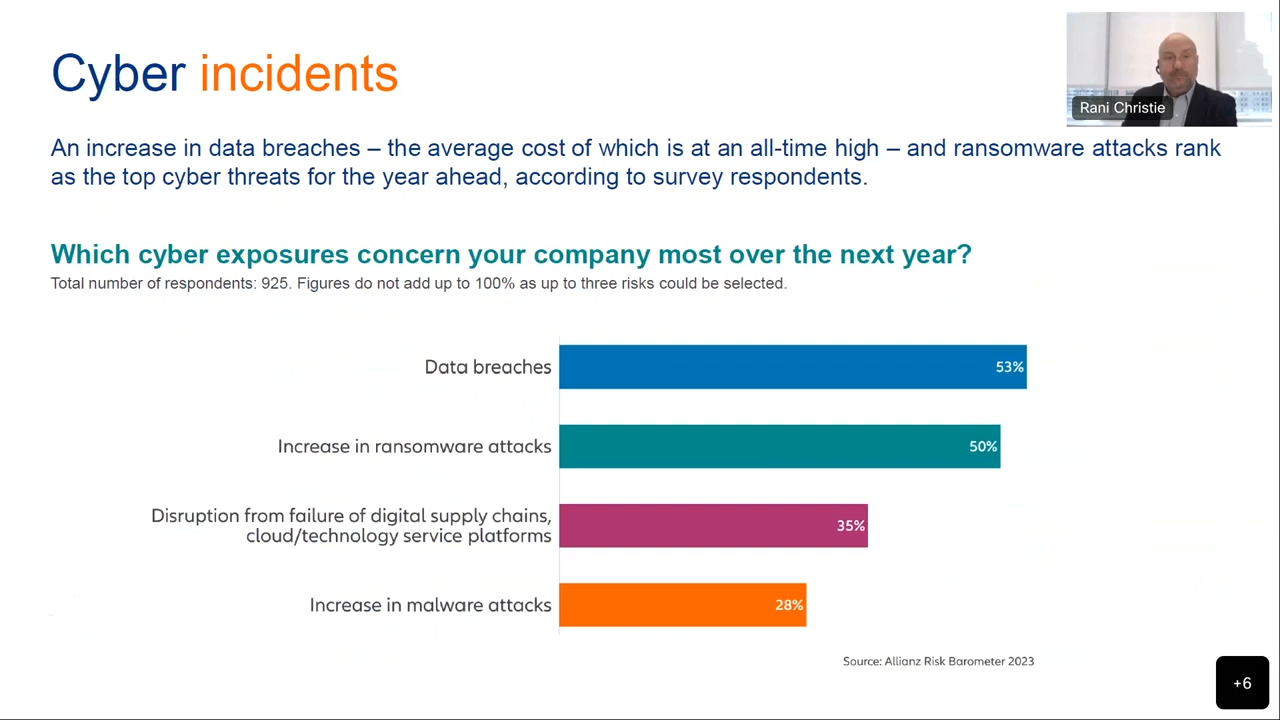 Cyber incidents
Rani Christie
An increase in data breaches – the average cost of which is at an all-time high – and ransomware attacks rank
as the top cyber threats for the year ahead, according to survey respondents.
Which cyber exposures concern your company most over the next year?
Total number of respondents: 925. Figures do not add up to 100% as up to three risks could be selected.
Data breaches 53%
Increase in ransomware attacks 50%
Disruption from failure of digital supply chains,
cloud/technology service platforms 35%
Increase in malware attacks 28%
Source: Allianz Risk Barometer 2023
+6